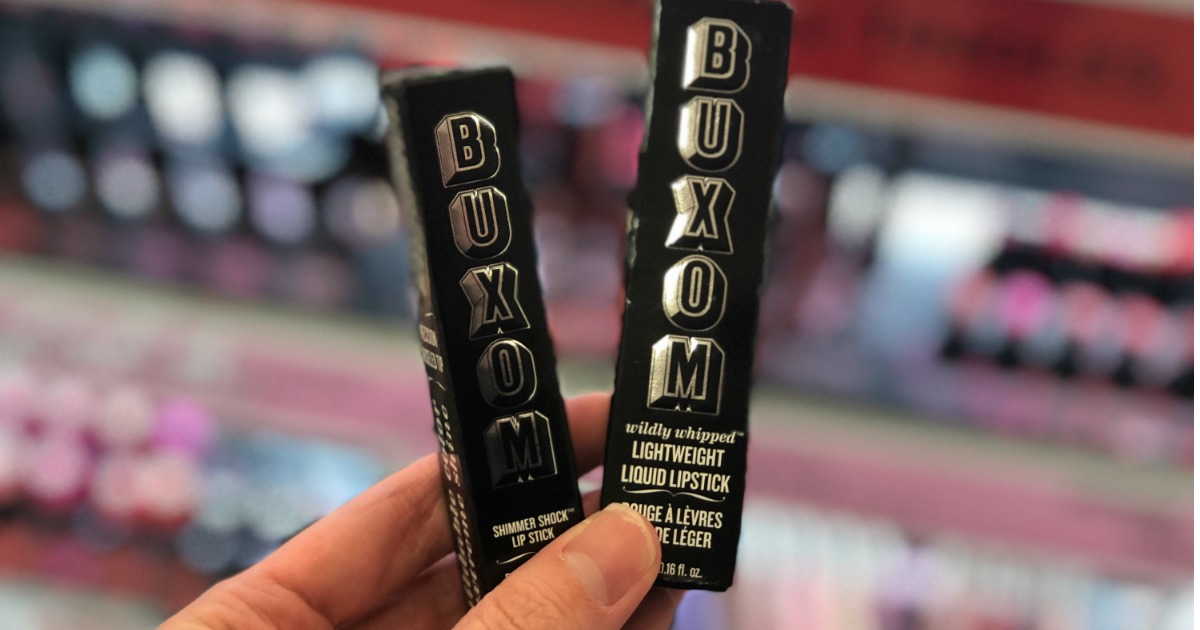 BUXOM
SHIMMER SHOCK™
LIP STICK
BUXOM
wildly whipped™
LIGHTWEIGHT
LIQUID LIPSTICK
ROUGE À LÈVRES
DE LÉGER
0.16 fl. oz.